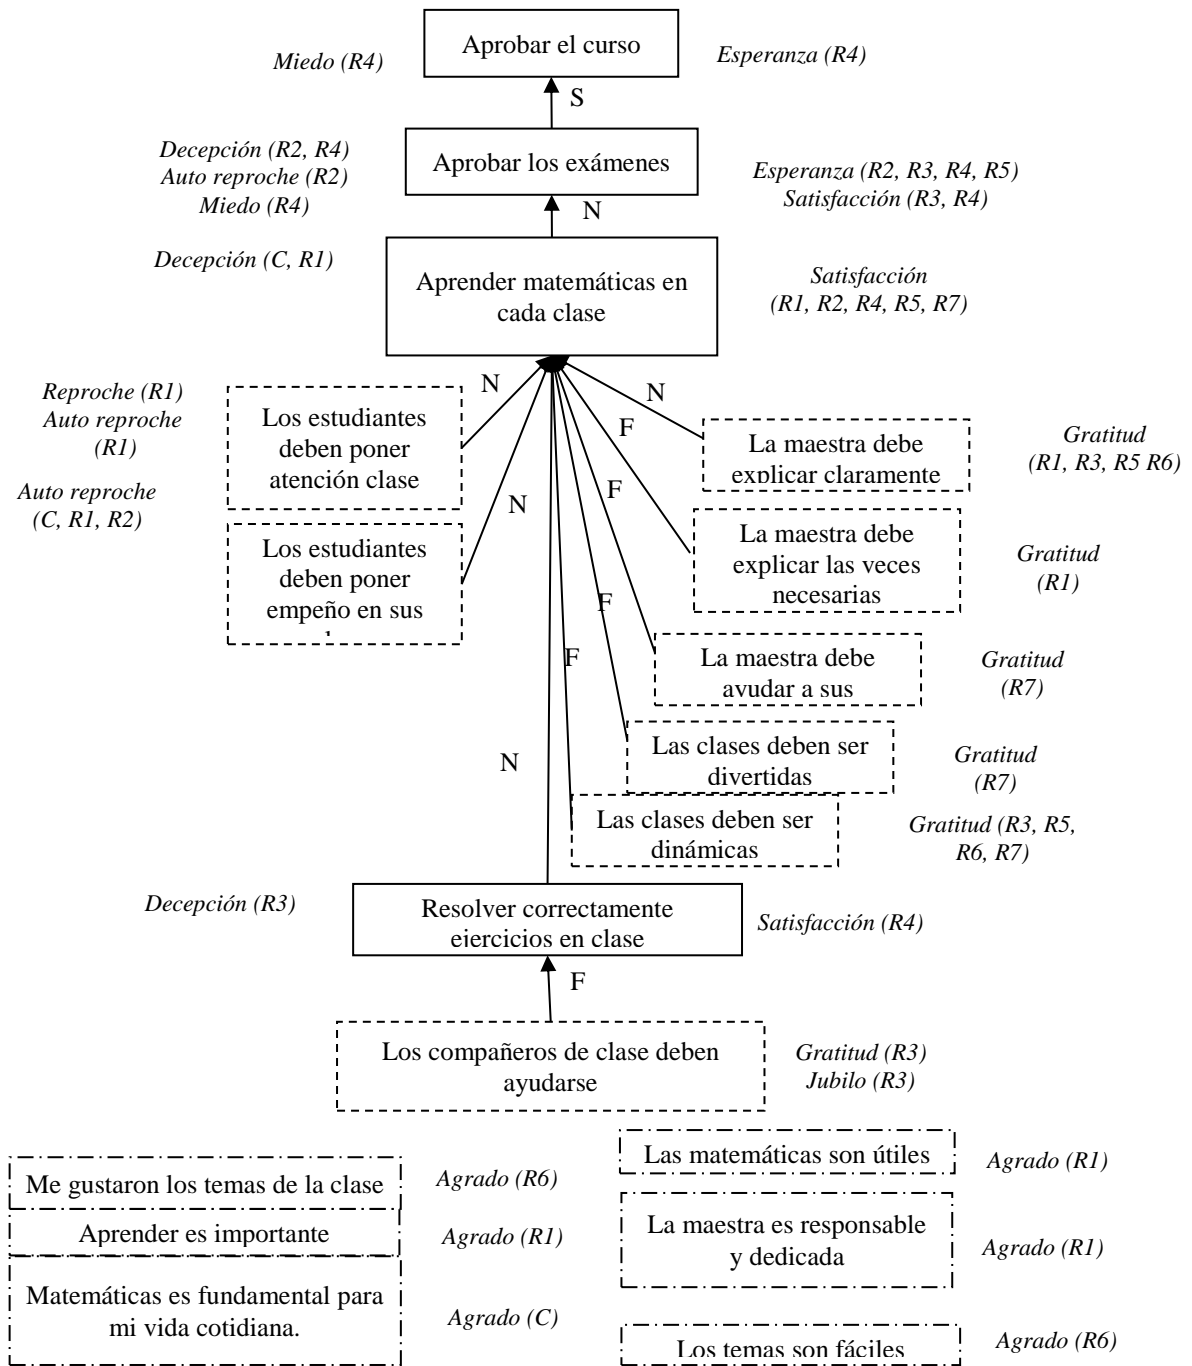 Aprobar el curso
Miedo (R4)
Esperanza (R4)
S
Decepción (R2, R4)
Auto reproche (R2)
Miedo (R4)
Aprobar los exámenes
Esperanza (R2, R3, R4, R5)
Satisfacción (R3, R4)
N
Decepción (C, R1)
Aprender matemáticas en
cada clase
Satisfacción
(R1, R2, R4, R5, R7)
Reproche (R1)
Auto reproche
(R1)
Auto reproche
(C, R1, R2)
N
Los estudiantes
deben poner
atención clase
N
Los estudiantes
deben poner
empeño en sus
N
La maestra debe
explicar claramente
Gratitud
(R1, R3, R5 R6)
F
La maestra debe
explicar las veces
necesarias
Gratitud
(R1)
F
La maestra debe
ayudar a sus
Gratitud
(R7)
F
Las clases deben ser
divertidas
Gratitud
(R7)
F
Las clases deben ser
dinámicas
Gratitud (R3, R5,
R6, R7)
N
Decepción (R3)
Resolver correctamente
ejercicios en clase
Satisfacción (R4)
F
Los compañeros de clase deben
ayudarse
Gratitud (R3)
Jubilo (R3)
Me gustaron los temas de la clase
Agrado (R6)
Aprender es importante
Agrado (R1)
Matemáticas es fundamental para
mi vida cotidiana.
Agrado (C)
Las matemáticas son útiles
Agrado (R1)
La maestra es responsable
y dedicada
Agrado (R1)
Los temas son fáciles
Agrado (R6)